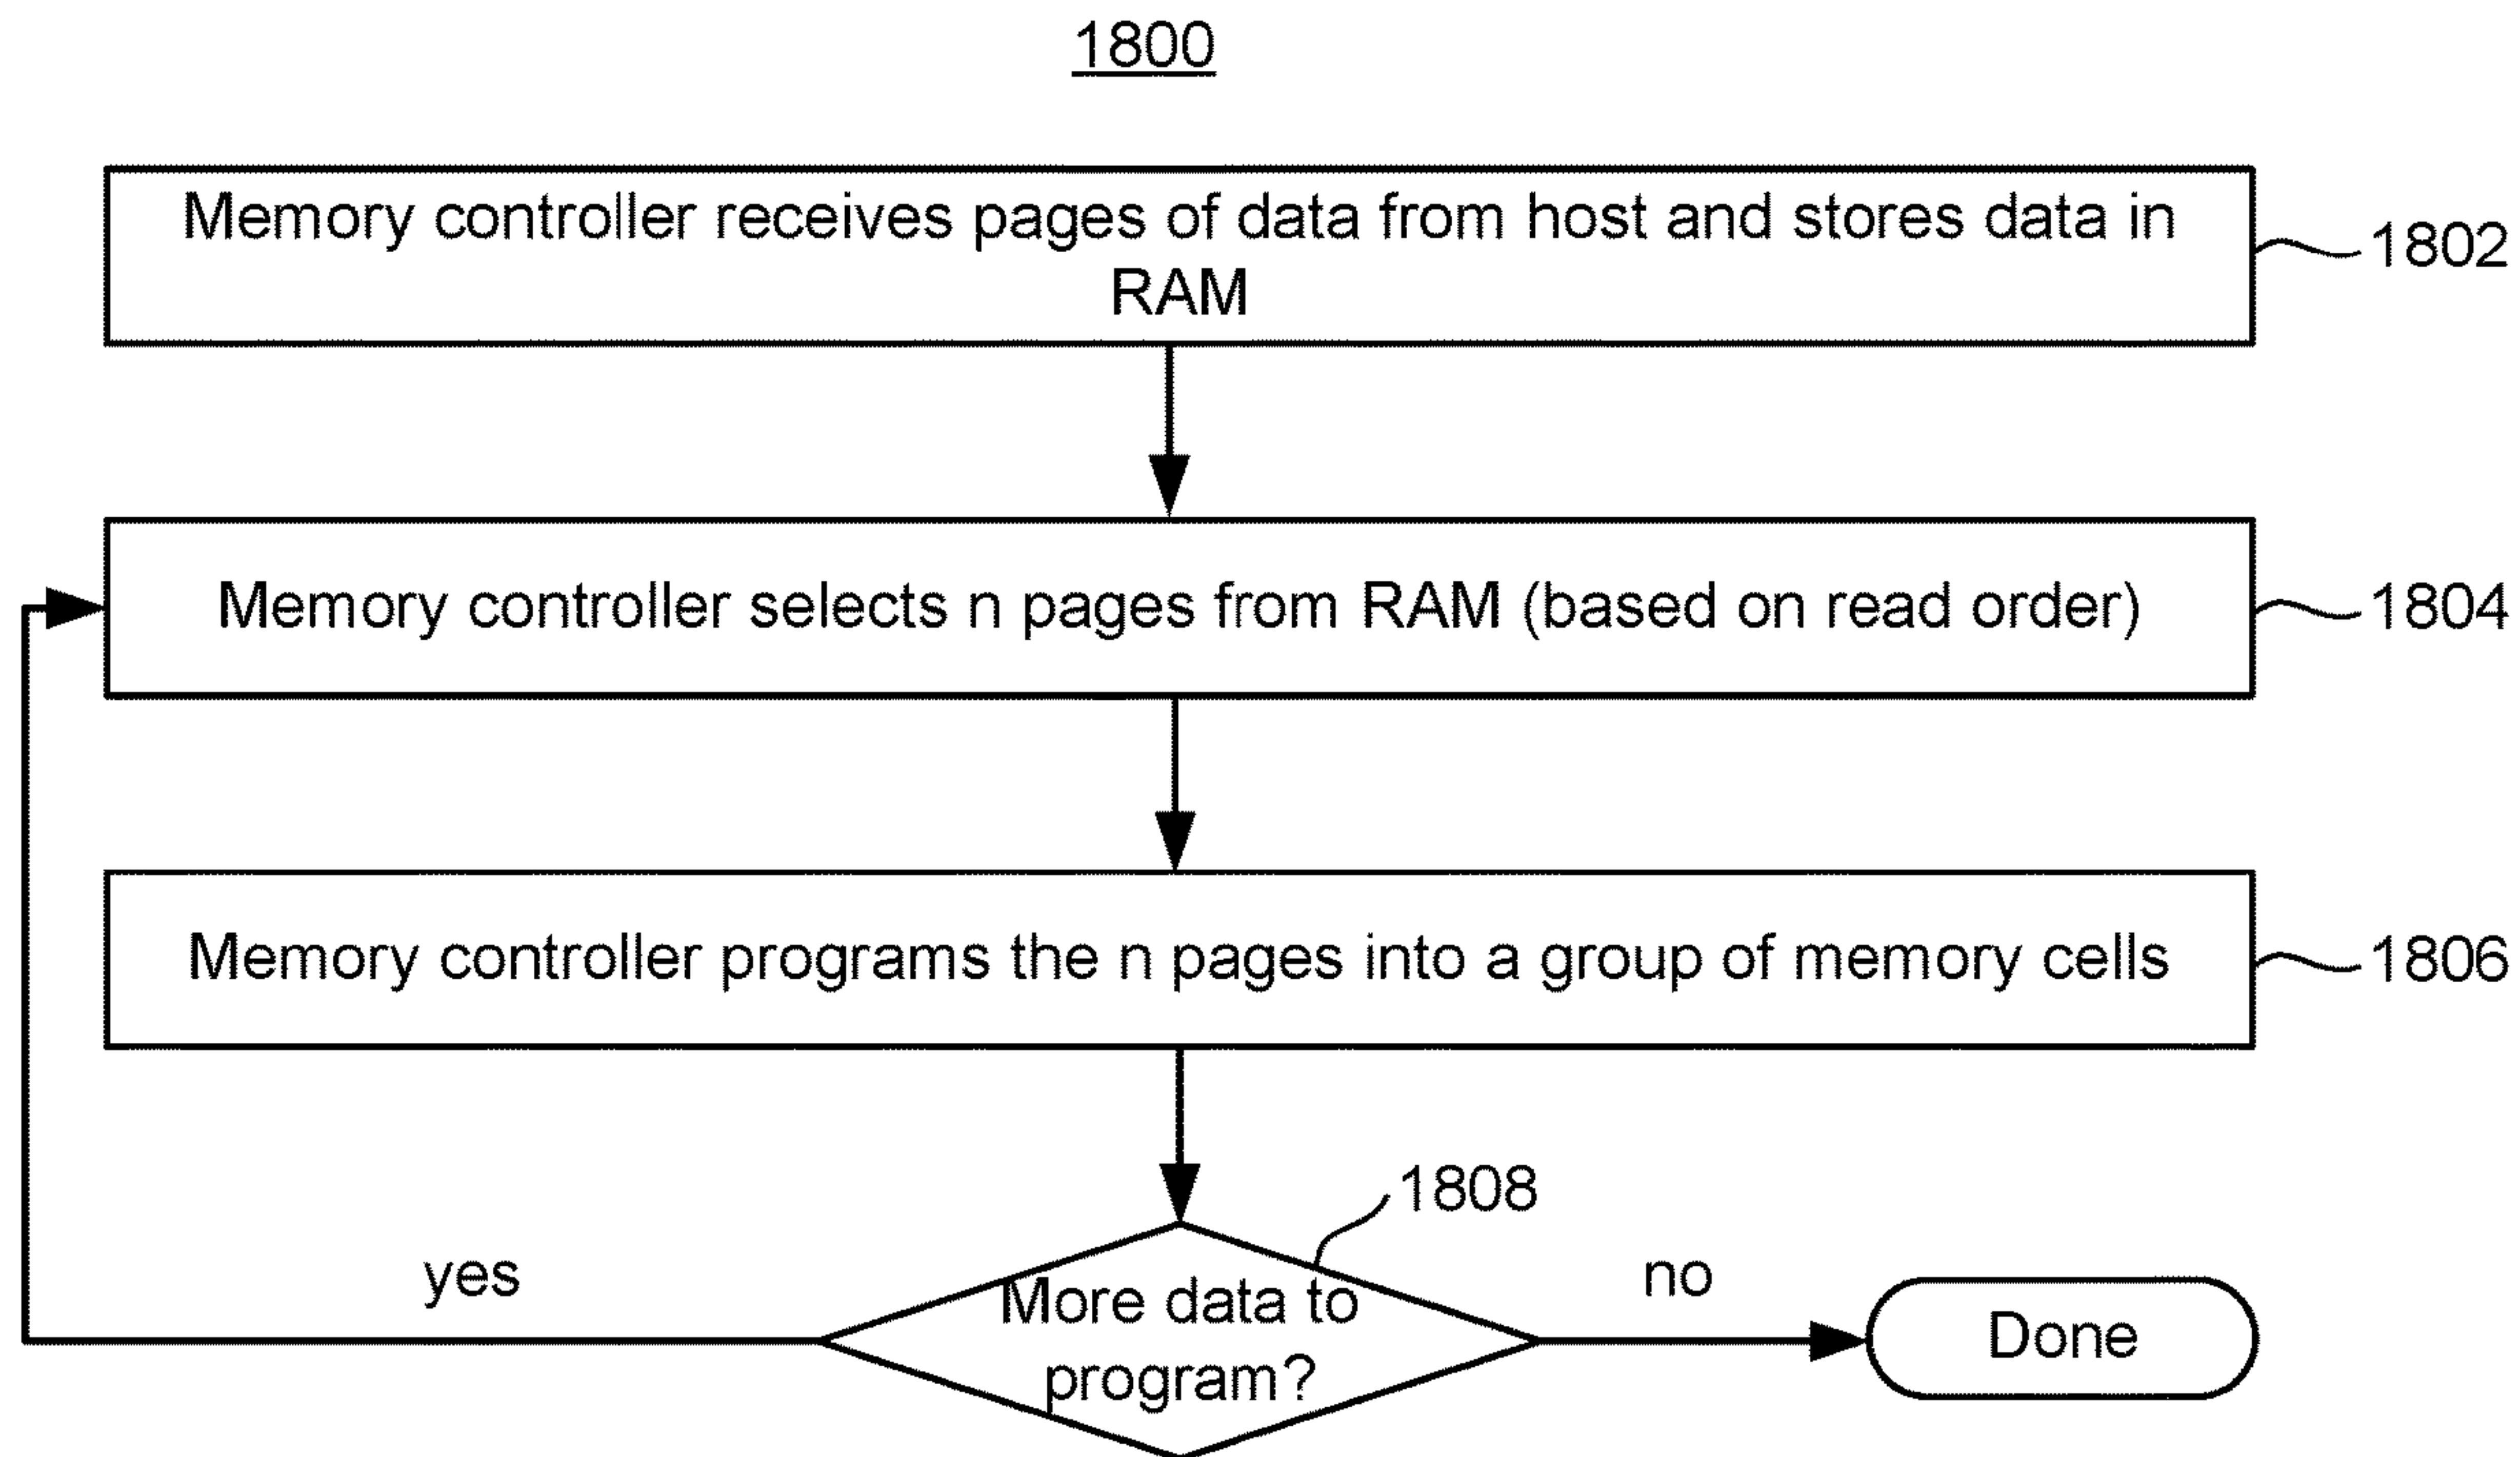 1800
Memory controller receives pages of data from host and stores data in
RAM
1802
Memory controller selects n pages from RAM (based on read order)
1804
Memory controller programs the n pages into a group of memory cells
1806
1808
yes
More data to
program?
no
Done